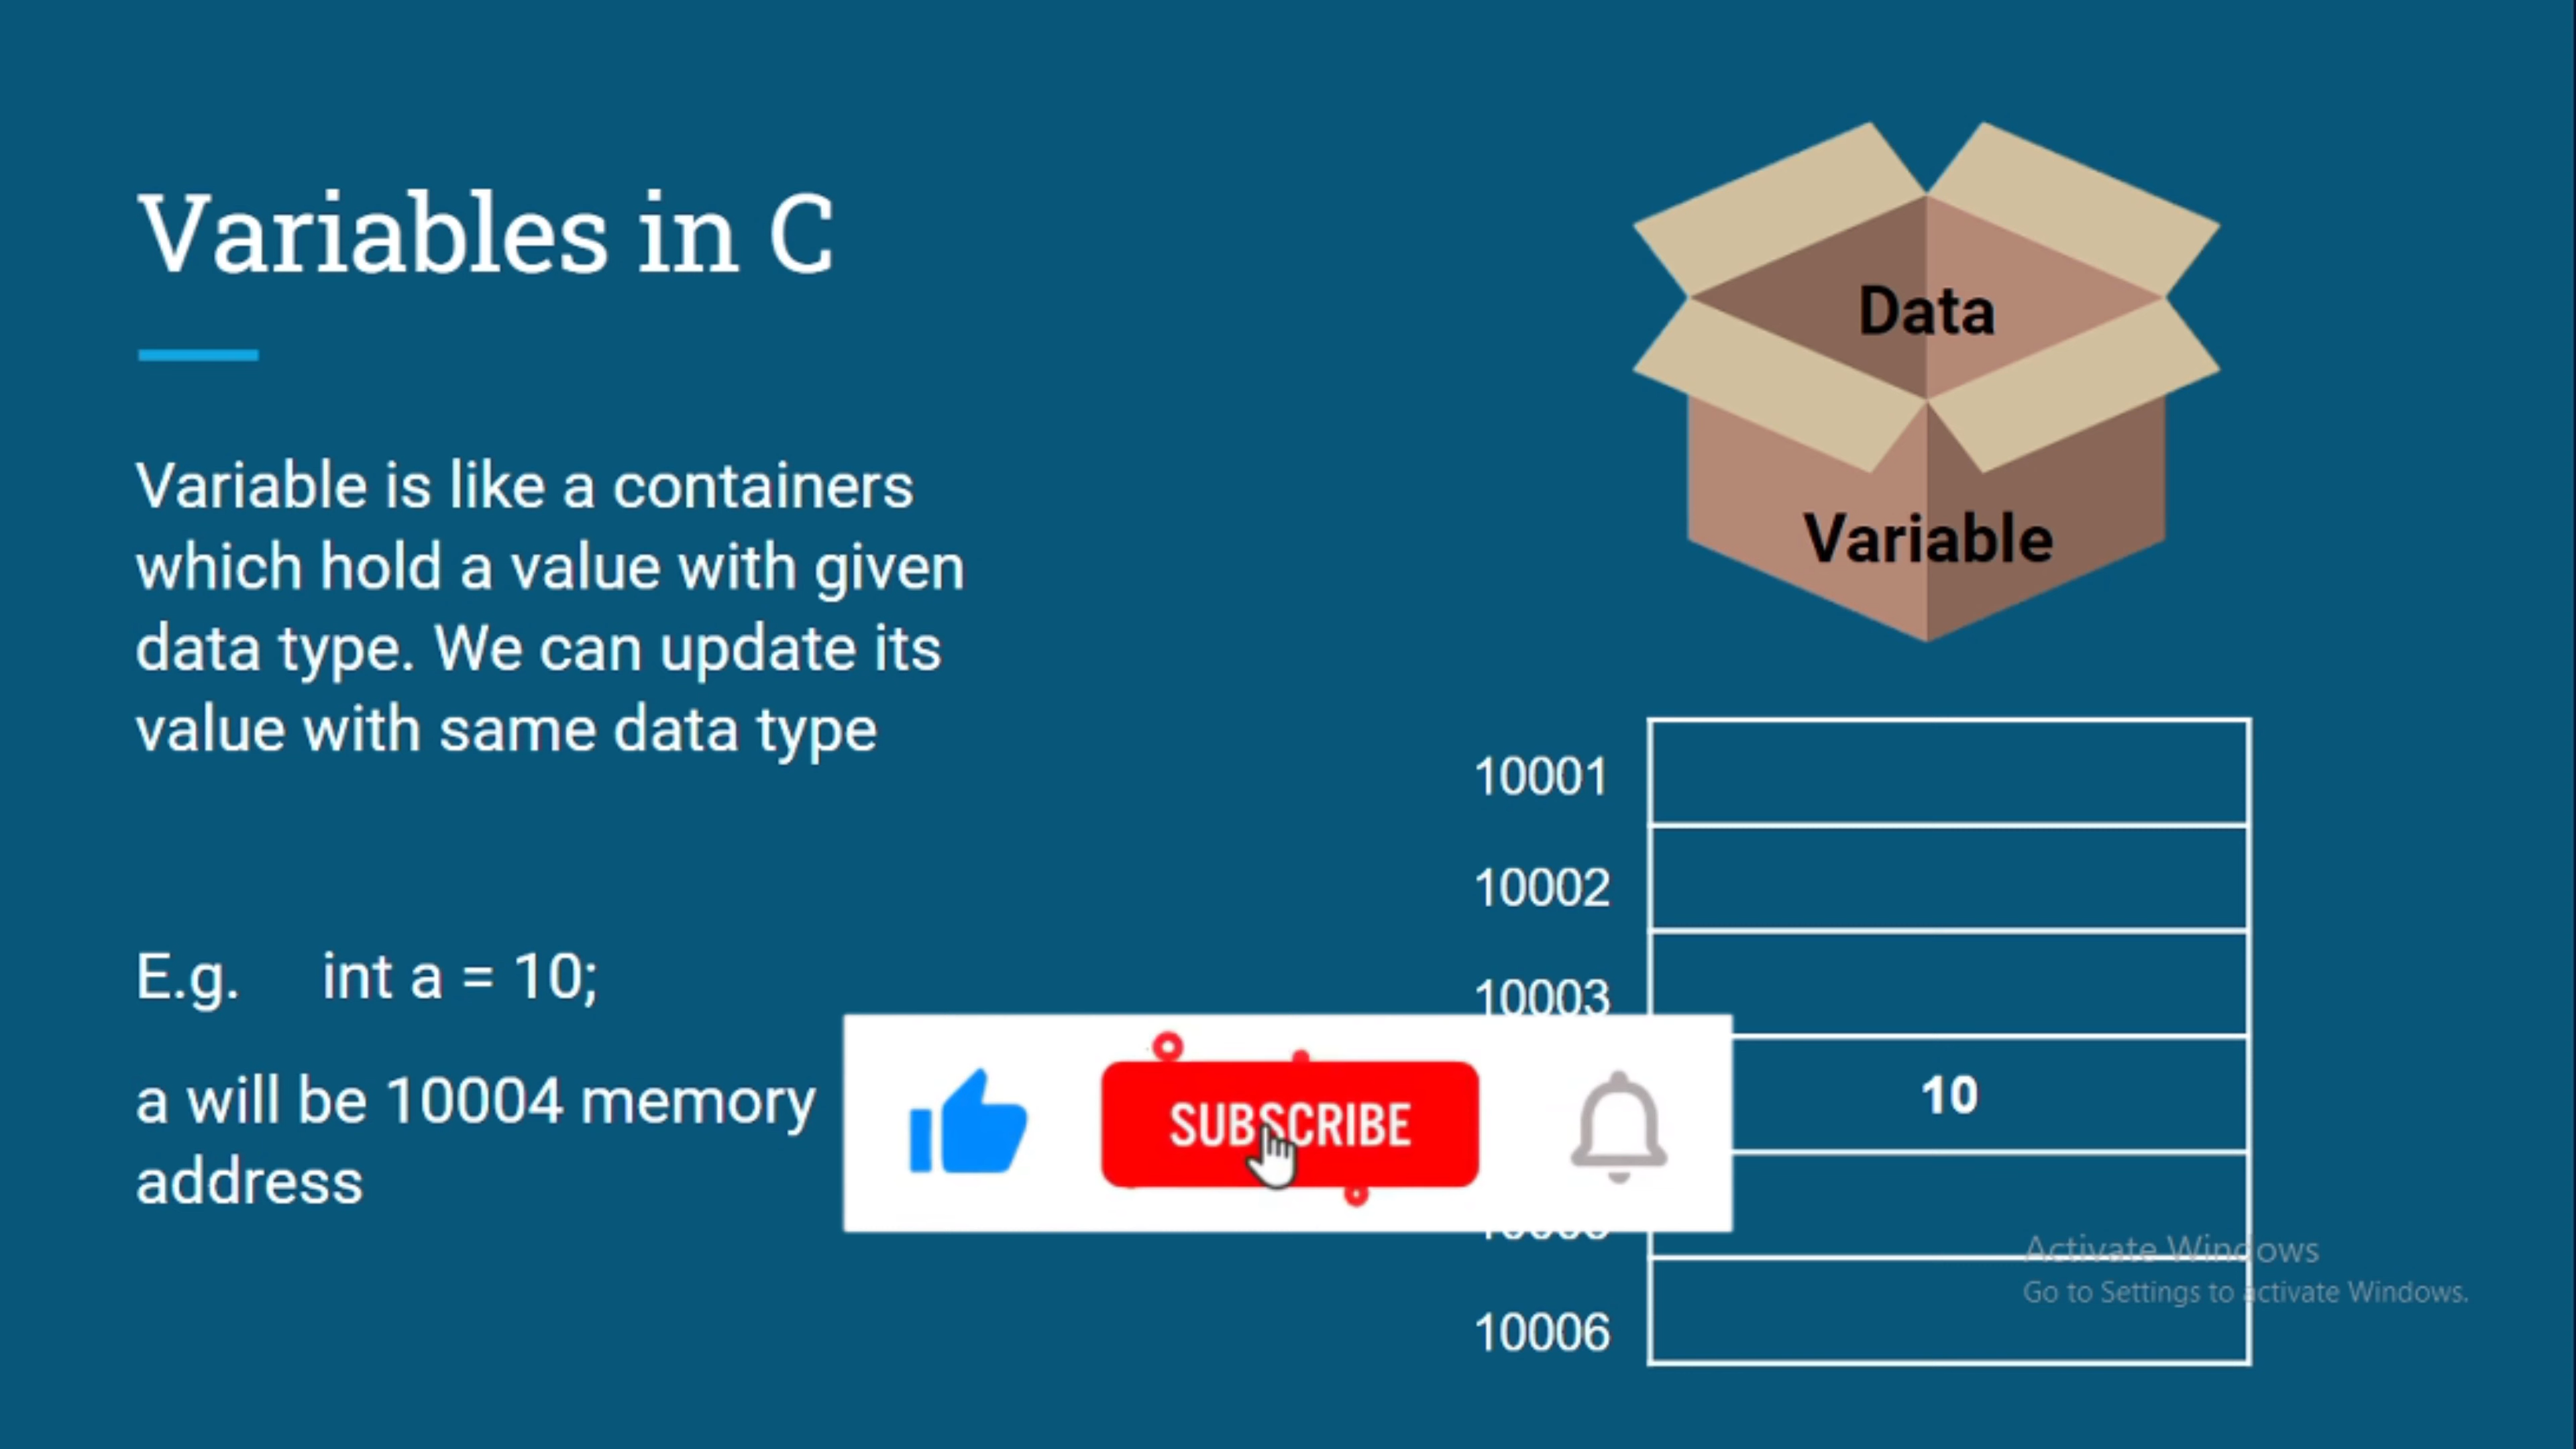 Variables in C
Variable is like a containers
which hold a value with given
data type. We can update its
value with same data type
E.g. int a = 10;
a will be 10004 memory
address
Data
Variable
10001
10002
10003
10
10006
SUBSCRIBE
Activate Windows
Go to Settings to activate Windows.